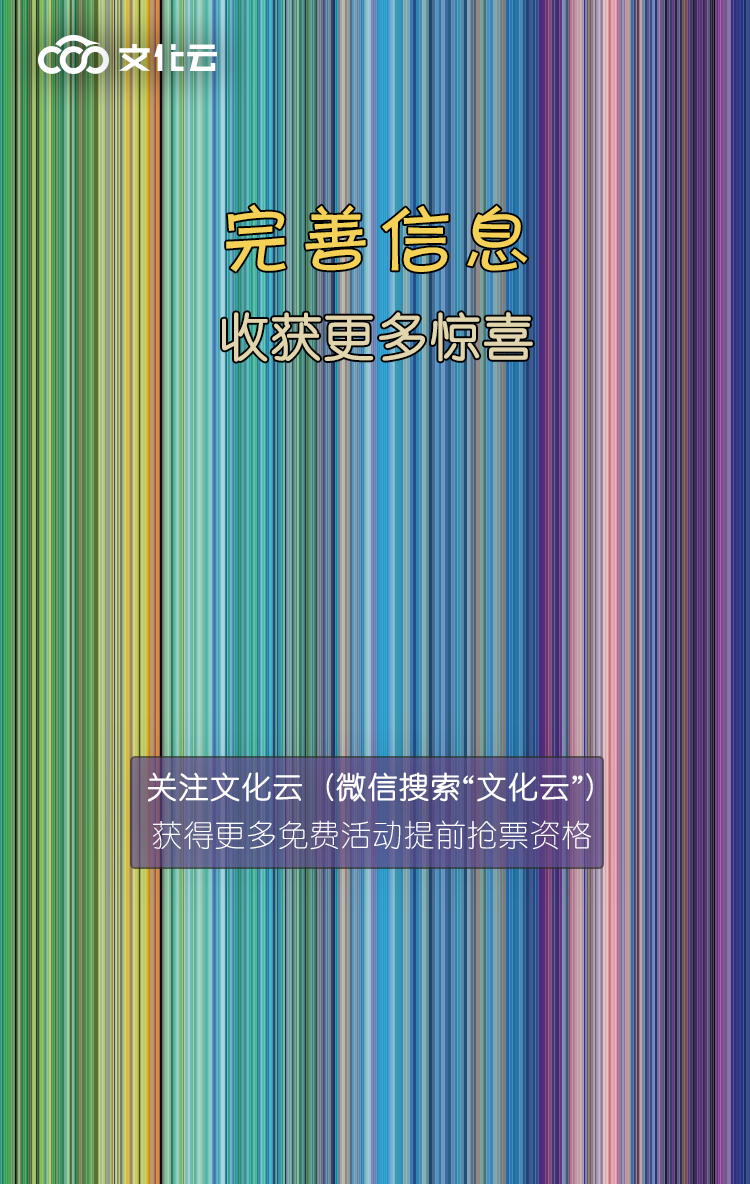 文化云
完善信息
收获更多惊喜
关注文化云（微信搜索“文化云”）
获得更多免费活动提前抢票资格